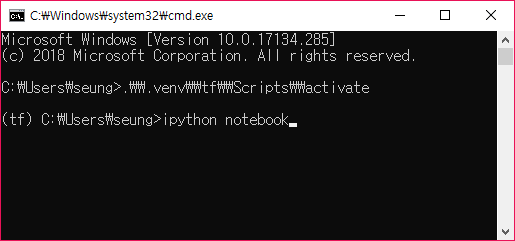 C:₩Windows₩system32₩cmd.exe
Microsoft Windows [Version 10.0.17134.285]
(c) 2018 Microsoft Corporation. All rights reserved.
C:₩Users₩seung>.₩₩.venv₩₩tf₩₩Scripts₩₩activate
(tf) C:₩Users₩seung>ipython notebook